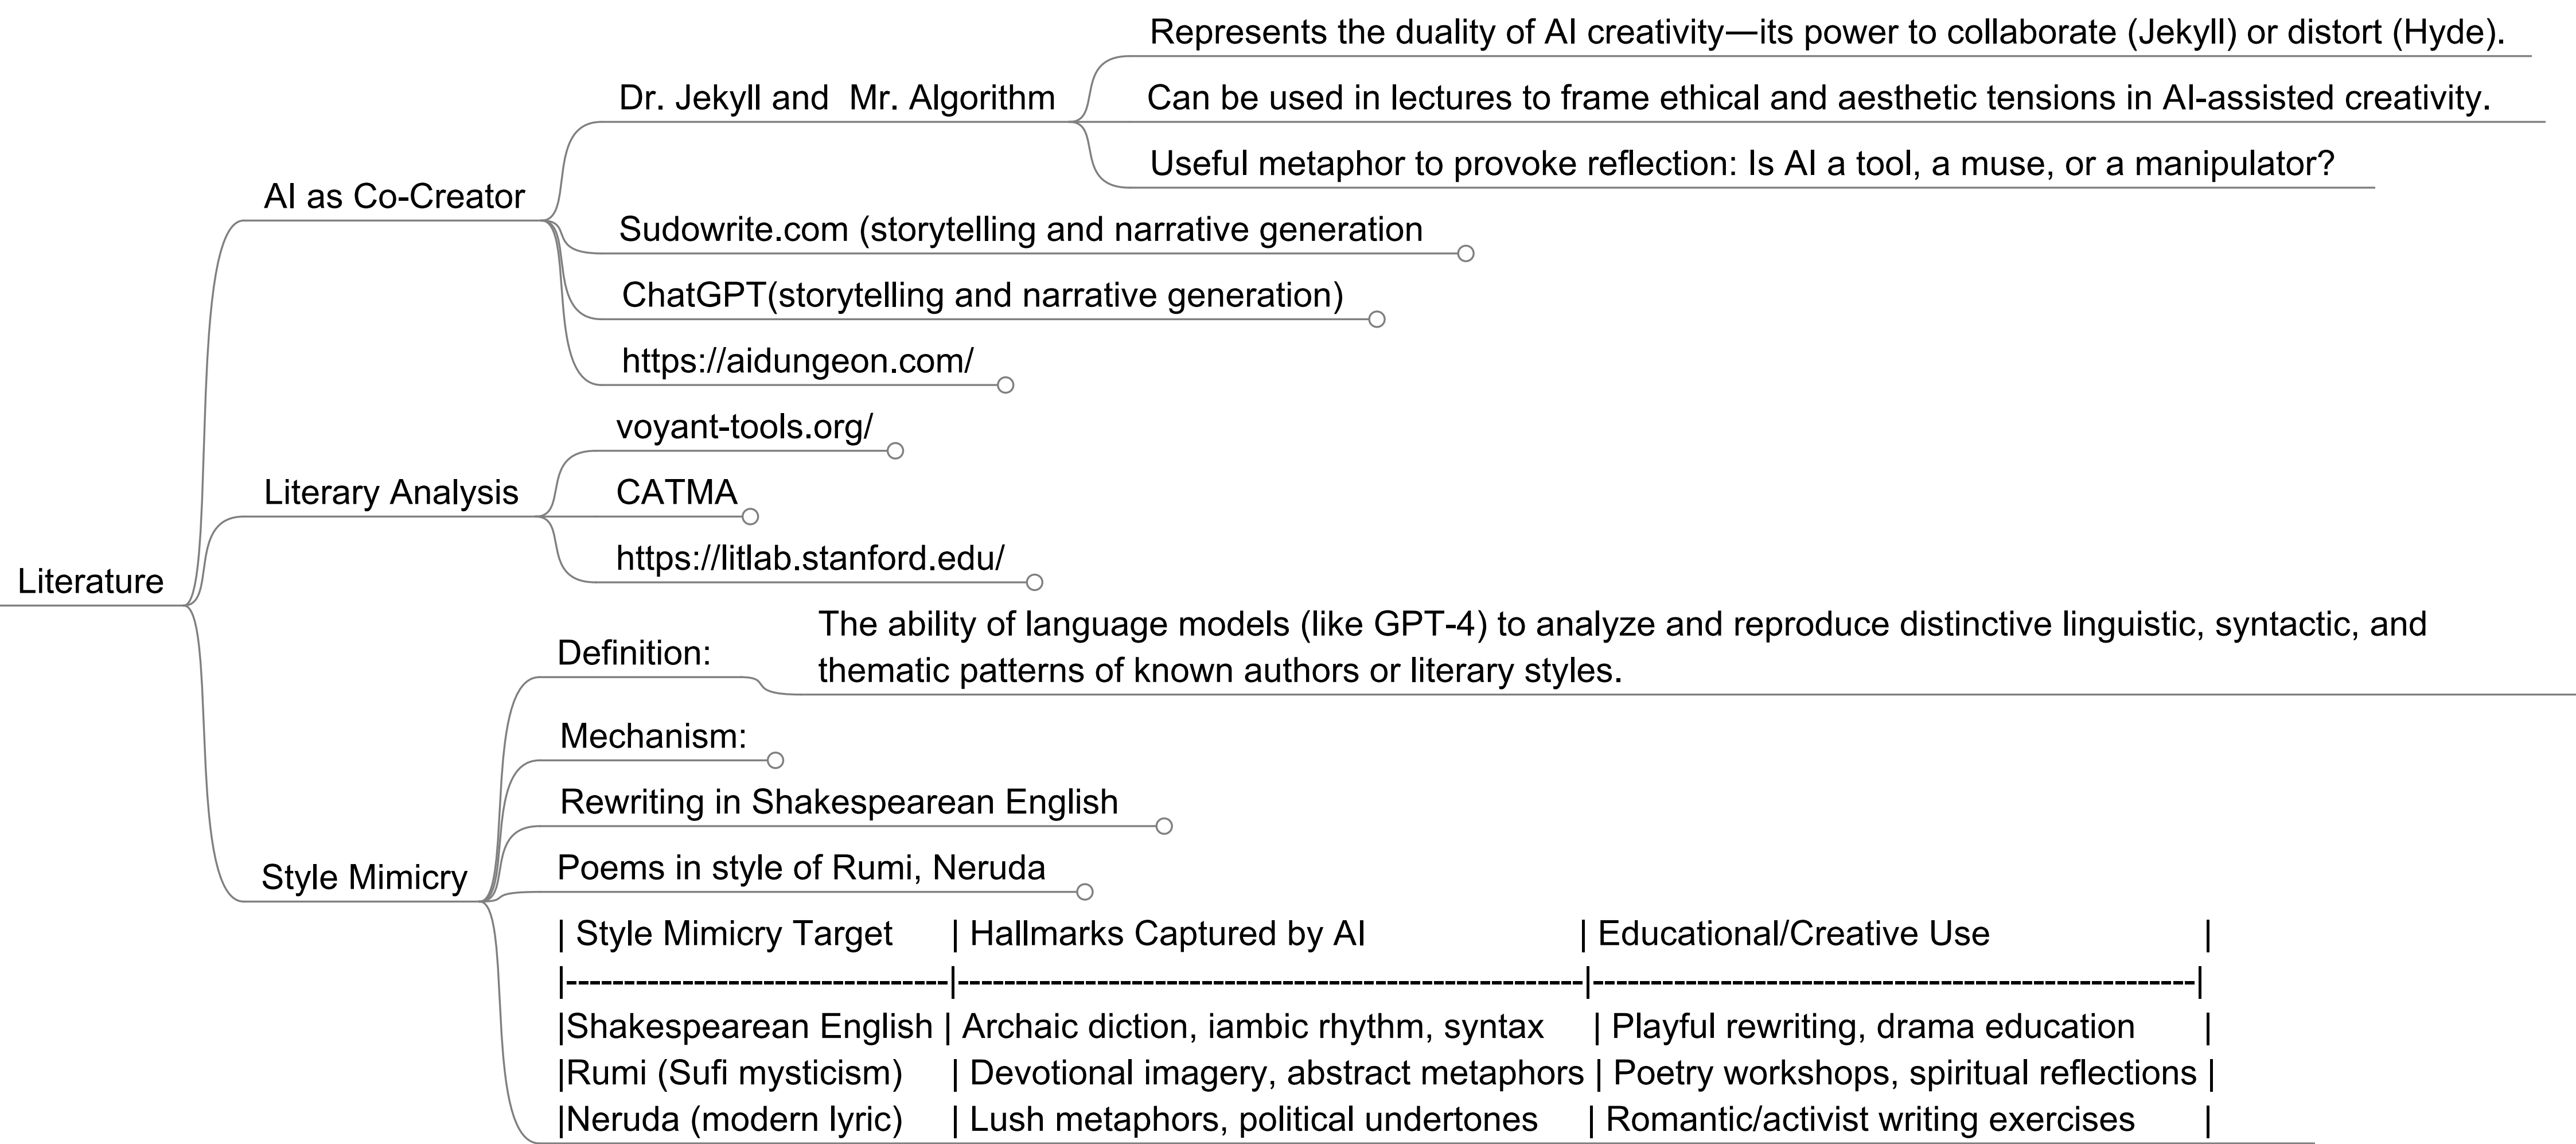 Represents the duality of AI creativity—its power to collaborate (Jekyll) or distort (Hyde).
Dr. Jekyll and  Mr. Algorithm
Can be used in lectures to frame ethical and aesthetic tensions in AI-assisted creativity.
Useful metaphor to provoke reflection: Is AI a tool, a muse, or a manipulator?
AI as Co-Creator
Sudowrite.com (storytelling and narrative generation
ChatGPT(storytelling and narrative generation)
https://aidungeon.com/
voyant-tools.org/
Literary Analysis
CATMA
https://litlab.stanford.edu/
Literature
Definition:
The ability of language models (like GPT-4) to analyze and reproduce distinctive linguistic, syntactic, and
thematic patterns of known authors or literary styles.
Mechanism:
Rewriting in Shakespearean English
Style Mimicry
Poems in style of Rumi, Neruda
| Style Mimicry Target | Hallmarks Captured by AI | Educational/Creative Use |
|---------------------------------|------------------------------------------------------|----------------------------------------------------|
|Shakespearean English | Archaic diction, iambic rhythm, syntax | Playful rewriting, drama education |
|Rumi (Sufi mysticism) | Devotional imagery, abstract metaphors | Poetry workshops, spiritual reflections |
|Neruda (modern lyric) | Lush metaphors, political undertones | Romantic/activist writing exercises |